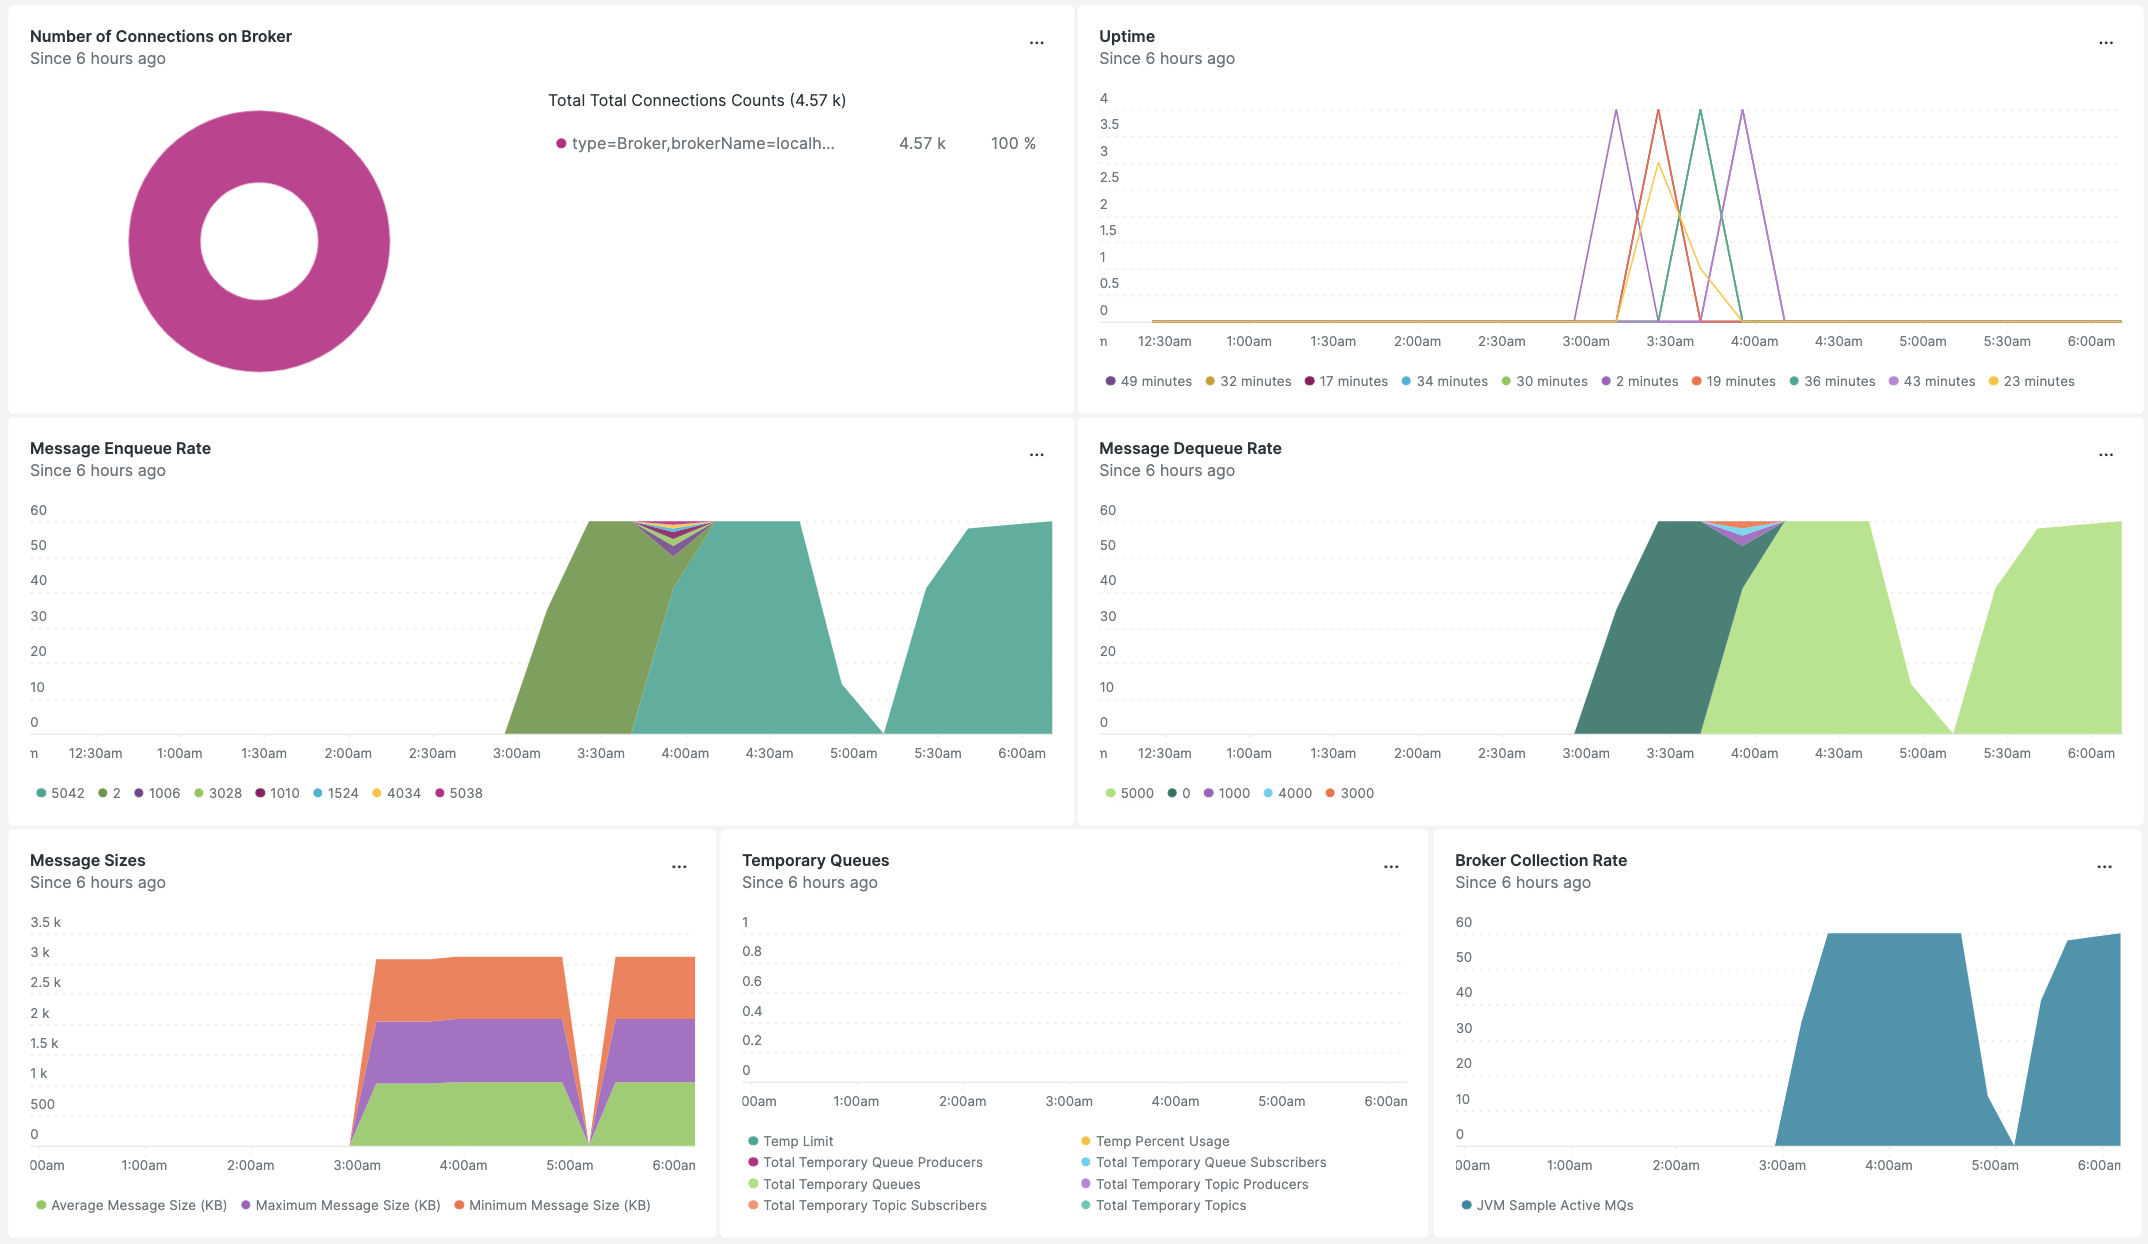 Number of Connections on Broker
Since 6 hours ago
Total Total Connections Counts (4.57 k)
type=Broker,brokerName=localh... 4.57 k 100 %
Uptime
Since 6 hours ago
4
3.5
3
2.5
2
1.5
1
0.5
0
12:30am 1:00am 1:30am 2:00am 2:30am 3:00am 3:30am 4:00am 4:30am 5:00am 5:30am 6:00am
49 minutes 32 minutes 17 minutes 34 minutes 30 minutes 2 minutes 19 minutes 36 minutes 43 minutes 23 minutes
Message Enqueue Rate
Since 6 hours ago
60
50
40
30
20
10
0
12:30am 1:00am 1:30am 2:00am 2:30am 3:00am 3:30am 4:00am 4:30am 5:00am 5:30am 6:00am
5042 2 1006 3028 1010 1524 4034 5038
Message Dequeue Rate
Since 6 hours ago
60
50
40
30
20
10
0
12:30am 1:00am 1:30am 2:00am 2:30am 3:00am 3:30am 4:00am 4:30am 5:00am 5:30am 6:00am
5000 0 1000 4000 3000
Message Sizes
Since 6 hours ago
3.5 k
3 k
2.5 k
2 k
1.5 k
1 k
500
0
00am 1:00am 2:00am 3:00am 4:00am 5:00am 6:00am
Average Message Size (KB) Maximum Message Size (KB) Minimum Message Size (KB)
Temporary Queues
Since 6 hours ago
1
0.8
0.6
0.4
0.2
0
00am 1:00am 2:00am 3:00am 4:00am 5:00am 6:00am
Temp Limit Temp Percent Usage
Total Temporary Queue Producers Total Temporary Queue Subscribers
Total Temporary Queues Total Temporary Topic Producers
Total Temporary Topic Subscribers Total Temporary Topics
Broker Collection Rate
Since 6 hours ago
60
50
40
30
20
10
0
00am 1:00am 2:00am 3:00am 4:00am 5:00am 6:00am
JVM Sample Active MQs